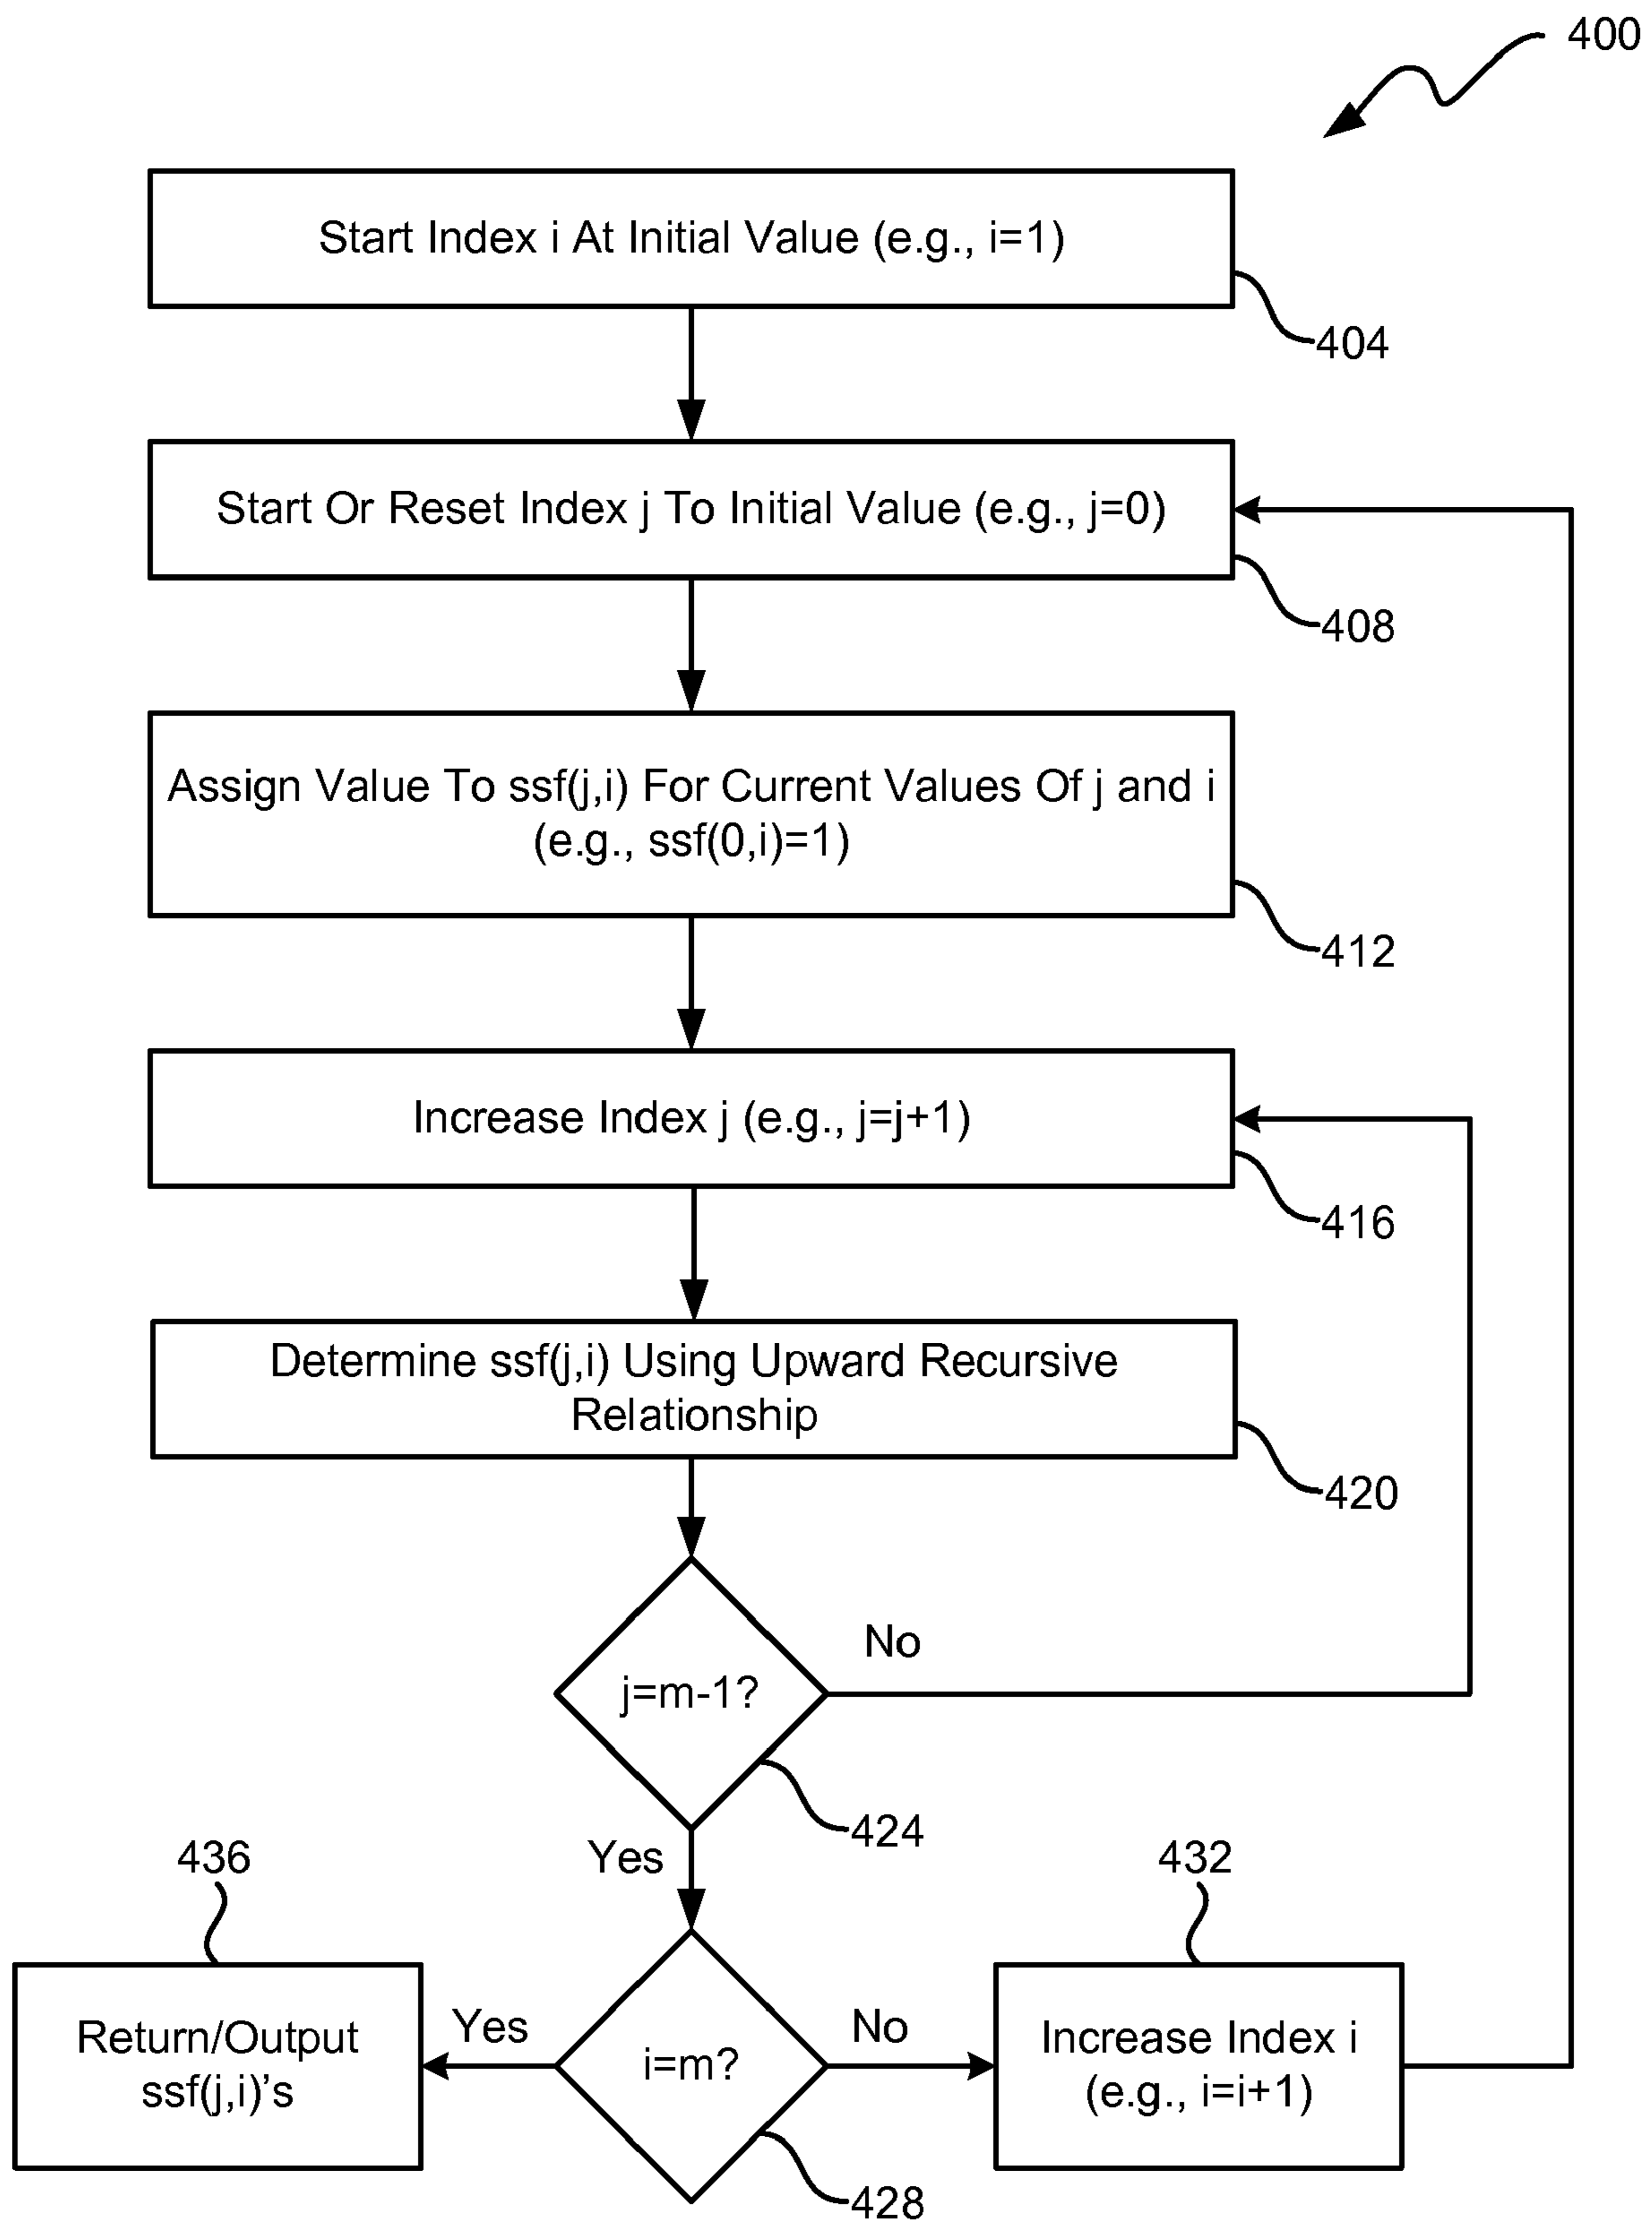 400
Start Index i At Initial Value (e.g., i=1)
404
Start Or Reset Index j To Initial Value (e.g., j=0)
408
Assign Value To ssf(j,i) For Current Values Of j and i
(e.g., ssf(0,i)=1)
412
Increase Index j (e.g., j=j+1)
416
Determine ssf(j,i) Using Upward Recursive
Relationship
420
No
j=m-1?
424
Yes
436
432
Yes
No
Return/Output
ssf(j,i)'s
i=m?
Increase Index i
(e.g., i=i+1)
428